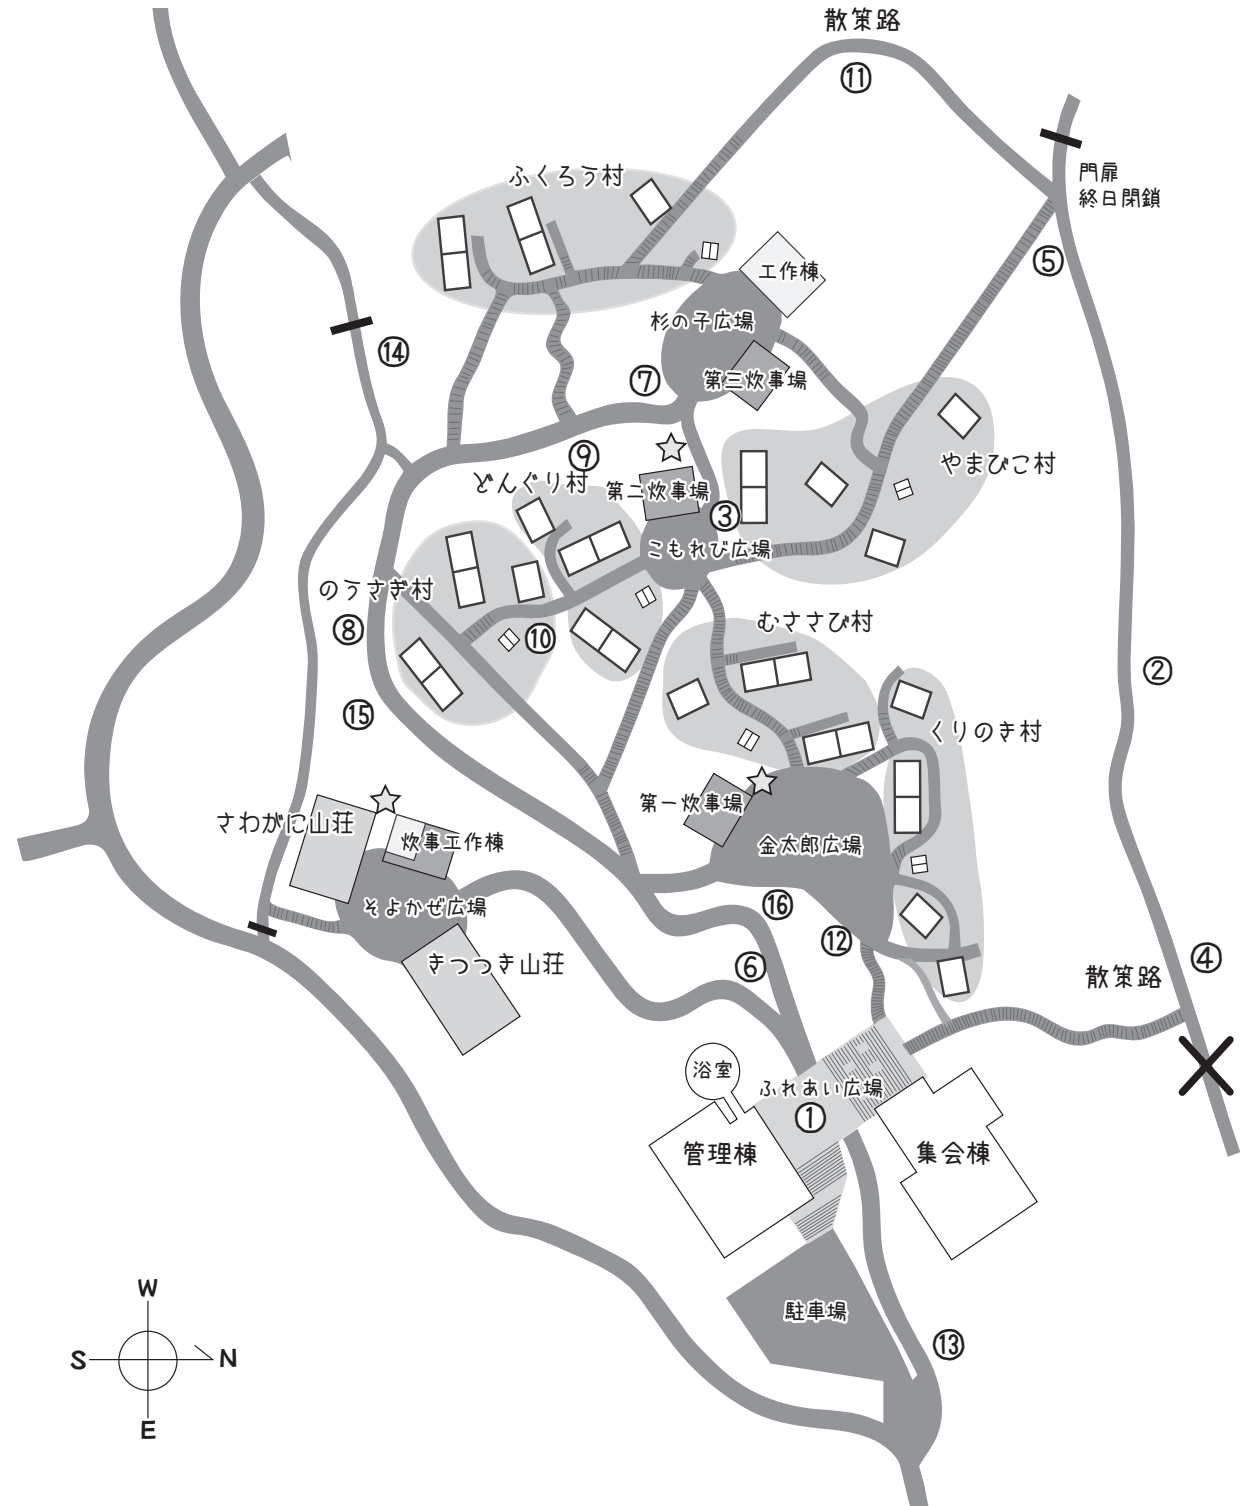 散策路
⑪
門扉
終日閉鎖
ふくろう村
⑤
工作棟
杉の子広場
⑭
⑦
第三炊事場
⑨
やまびこ村
どんぐり村
第二炊事場
③
こもれび広場
のうさぎ村
⑧
⑩
むささび村
②
⑮
くりのき村
第一炊事場
さわがに山荘
炊事工作棟
金太郎広場
そよかぜ広場
⑯
⑫
きつつき山荘
⑥
④
散策路
浴室
ふれあい広場
①
管理棟
集会棟
駐車場
⑬
W
S
N
E